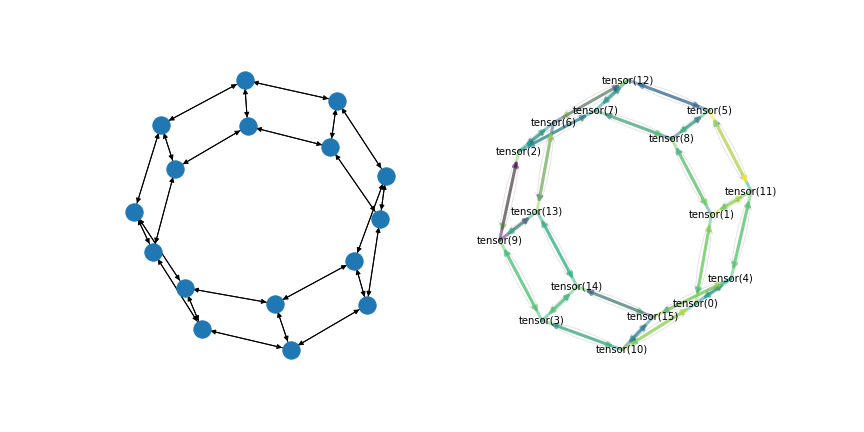 tensor(12)
tensor(7)
tensor(5)
tensor(6)
tensor(8)
tensor(2)
tensor(11)
tensor(13)
tensor(1)
tensor(9)
tensor(4)
tensor(14)
tensor(0)
tensor(15)
tensor(3)
tensor(10)